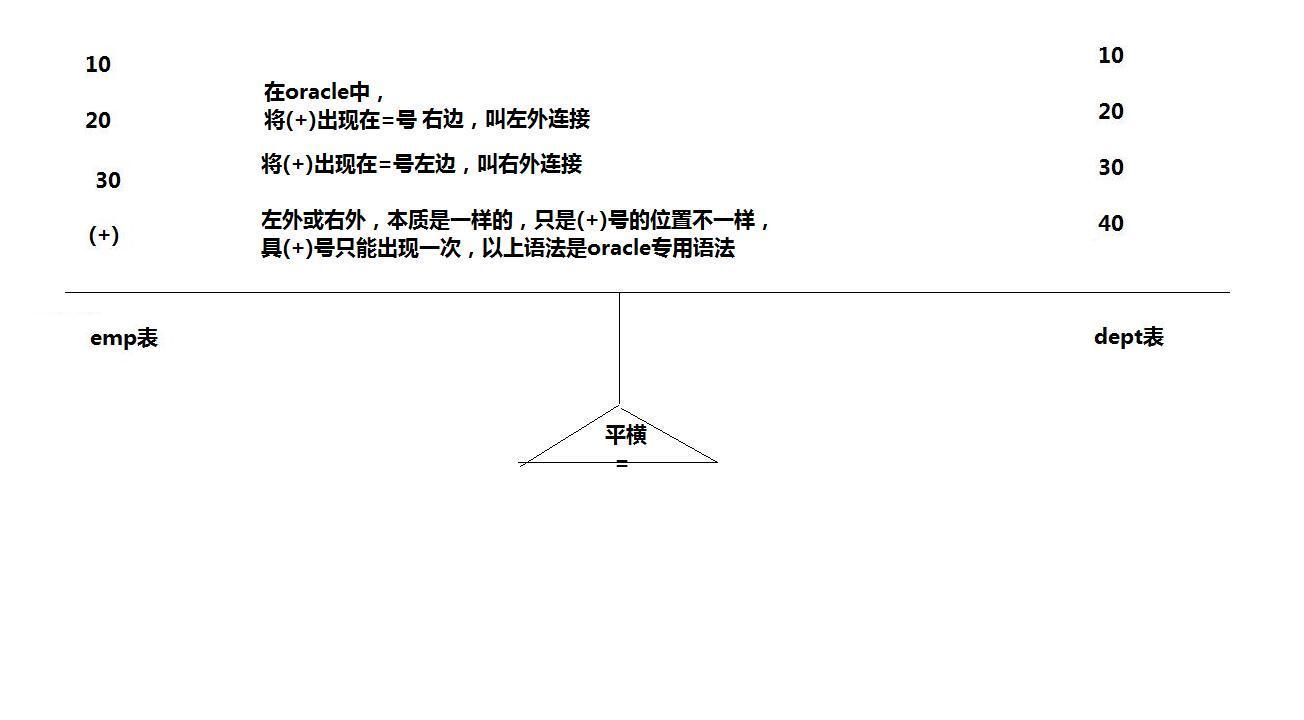 10
20
30
(+)
在oracle中，
将(+)出现在=号 右边，叫左外连接
将(+)出现在=号左边，叫右外连接
左外或右外，本质是一样的，只是(+)号的位置不一样，
具(+)号只能出现一次，以上语法是oracle专用语法
10
20
30
40
emp表
dept表
平横
=